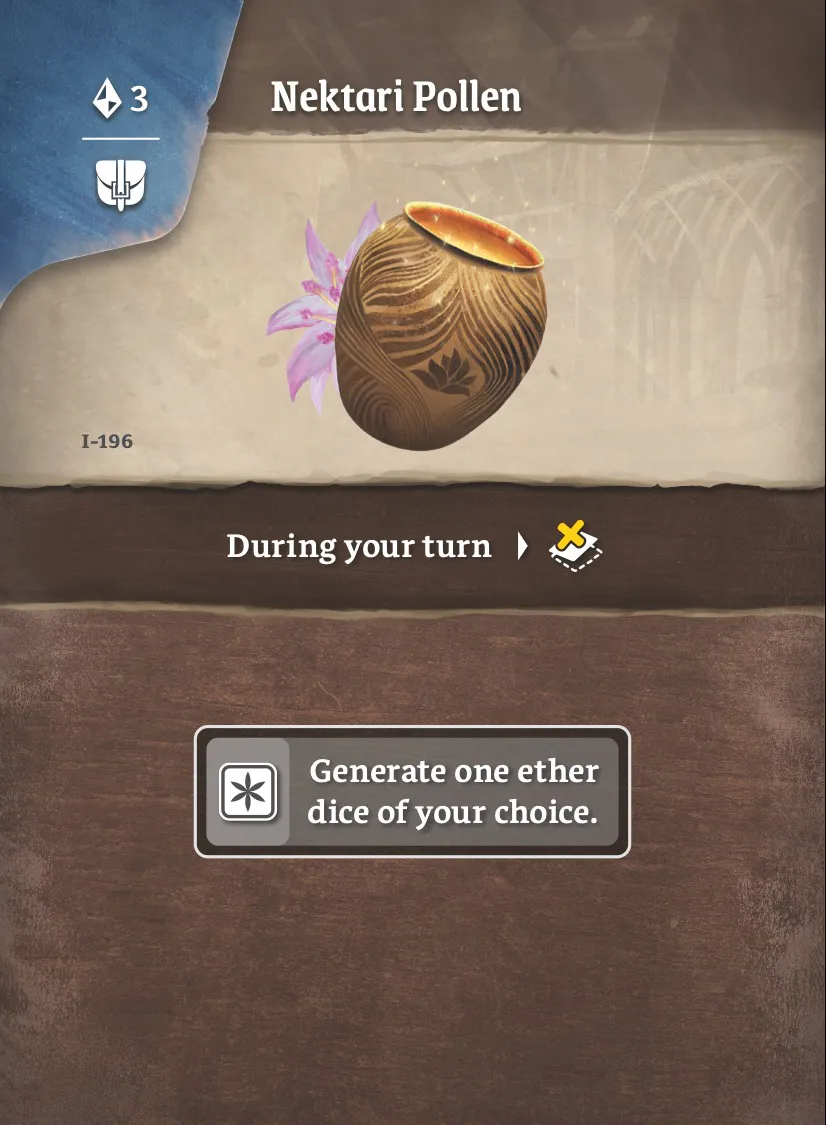 3
Nektari Pollen
I-196
During your turn
Generate one ether
dice of your choice.